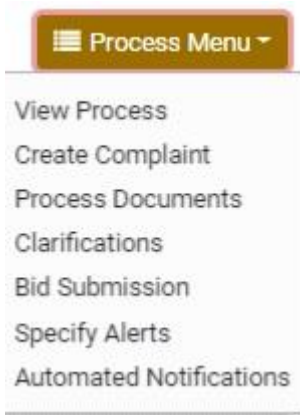 Process Menu
View Process
Create Complaint
Process Documents
Clarifications
Bid Submission
Specify Alerts
Automated Notifications